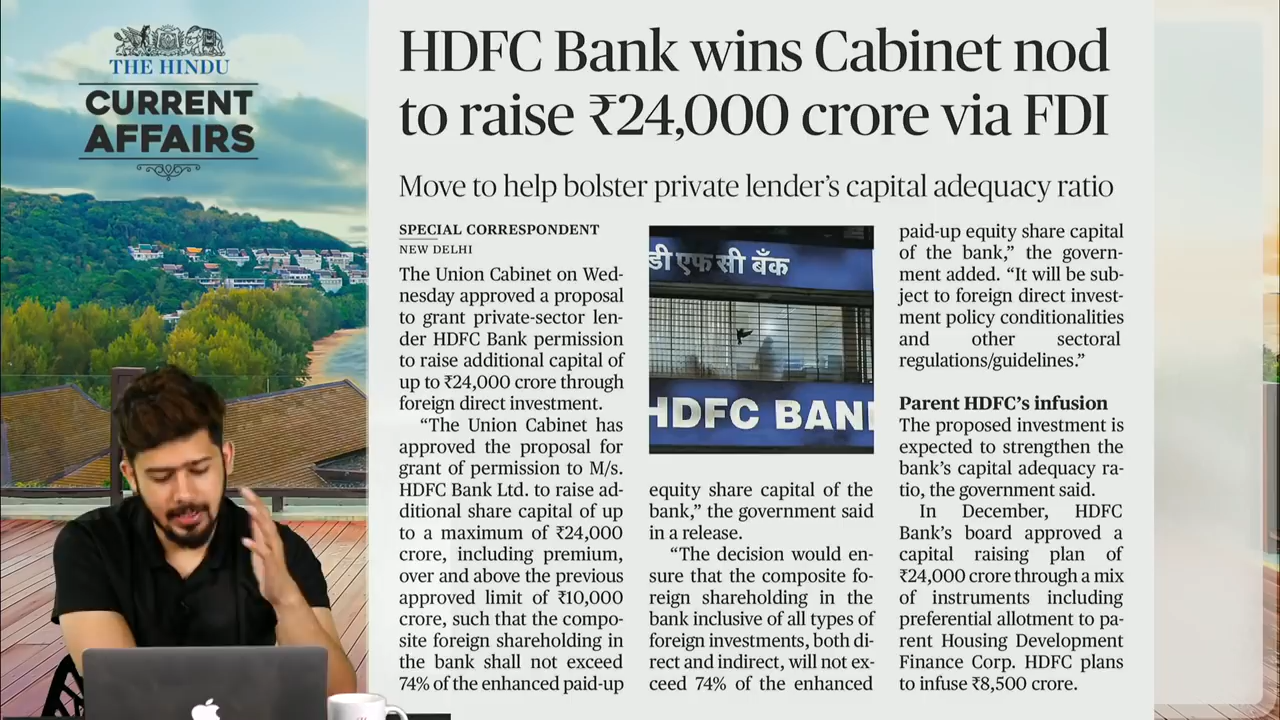 THE HINDU
CURRENT
AFFAIRS
HDFC Bank wins Cabinet nod
to raise ₹24,000 crore via FDI
Move to help bolster private lender's capital adequacy ratio
SPECIAL CORRESPONDENT
NEW DELHI
The Union Cabinet on Wed-
nesday approved a proposal
to grant private-sector len-
der HDFC Bank permission
to raise additional capital of
up to ₹24,000 crore through
foreign direct investment.
“The Union Cabinet has
approved the proposal for
grant of permission to M/s.
HDFC Bank Ltd. to raise ad-
ditional share capital of up
to a maximum of ₹24,000
crore, including premium,
over and above the previous
approved limit of ₹10,000
crore, such that the compo-
site foreign shareholding in
the bank shall not exceed
74% of the enhanced paid-up
डी एफ सी बैंक
HDFC BAN
equity share capital of the
bank,” the government said
in a release.
“The decision would en-
sure that the composite fo-
reign shareholding in the
bank inclusive of all types of
foreign investments, both di-
rect and indirect, will not ex-
ceed 74% of the enhanced
paid-up equity share capital
of the bank,” the govern-
ment added. “It will be sub-
ject to foreign direct invest-
ment policy conditionalities
and other sectoral
regulations/guidelines.”
Parent HDFC's infusion
The proposed investment is
expected to strengthen the
bank's capital adequacy ra-
tio, the government said.
In December, HDFC
Bank's board approved a
capital raising plan of
₹24,000 crore through a mix
of instruments including
preferential allotment to pa-
rent Housing Development
Finance Corp. HDFC plans
to infuse ₹8,500 crore.